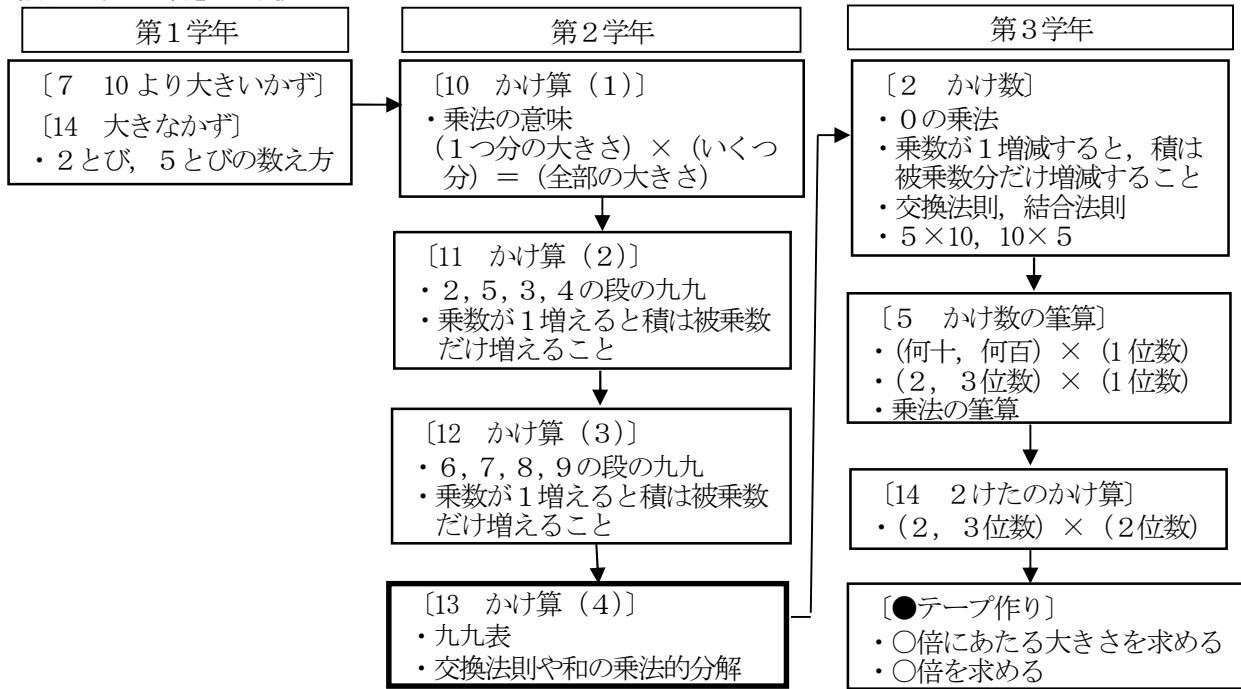 第1学年
〔7 10より大きいかず〕
〔14 大きなかず〕
・2とび，5とびの数え方
第2学年
〔10 かけ算（1）〕
・乗法の意味
（1つ分の大きさ）×（いくつ
分）＝（全部の大きさ）
〔11 かけ算（2）〕
・2，5，3，4の段の九九
・乗数が1増えると積は被乗数
だけ増えること
〔12 かけ算（3）〕
・6，7，8，9の段の九九
・乗数が1増えると積は被乗数
だけ増えること
〔13 かけ算（4）〕
・九九表
・交換法則や和の乗法的分解
第3学年
〔2 かけ数〕
・0の乗法
・乗数が1増減すると，積は
被乗数分だけ増減すること
・交換法則，結合法則
・5×10，10×5
〔5 かけ数の筆算〕
・（何十，何百）×（1位数）
・（2，3位数）×（1位数）
・乗法の筆算
〔14 2けたのかけ算〕
・（2，3位数）×（2位数）
〔●テープ作り〕
・○倍にあたる大きさを求める
・○倍を求める